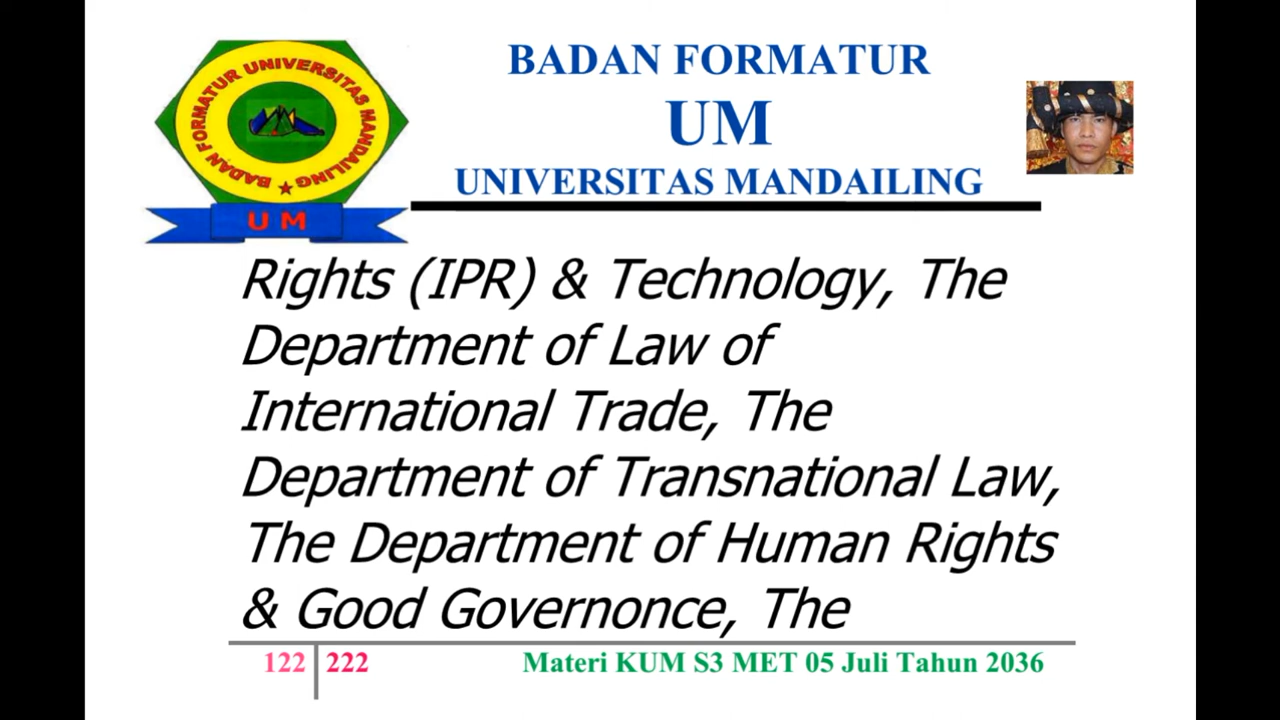 BADAN FORMATUR UNIVERSITAS MANDAILING
U M
BADAN FORMATUR
UM
UNIVERSITAS MANDAILING
Rights (IPR) & Technology, The
Department of Law of
International Trade, The
Department of Transnational Law,
The Department of Human Rights
& Good Governonce, The
122 222 Materi KUM S3 MET 05 Juli Tahun 2036